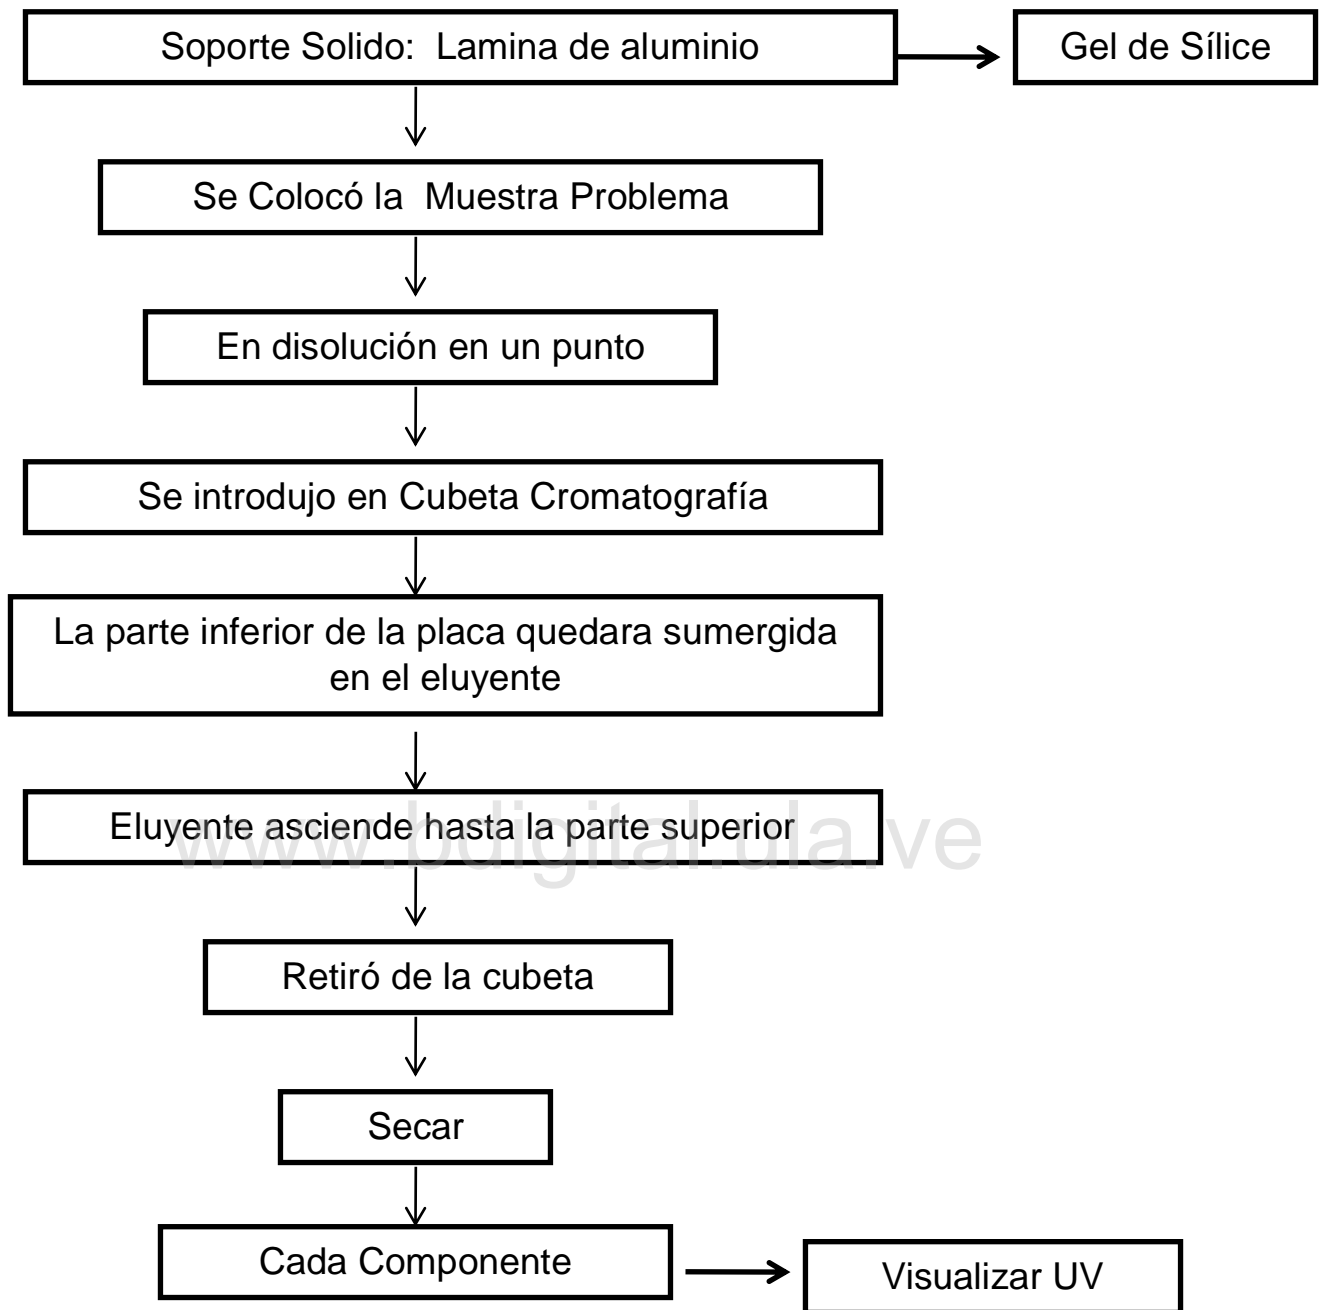 Soporte Solido: Lamina de aluminio
Gel de Sílice
Se Colocó la Muestra Problema
En disolución en un punto
Se introdujo en Cubeta Cromatografía
La parte inferior de la placa quedara sumergida
en el eluyente
Eluyente asciende hasta la parte superior
www.bdigital.ula.ve
Retiró de la cubeta
Secar
Cada Componente
Visualizar UV